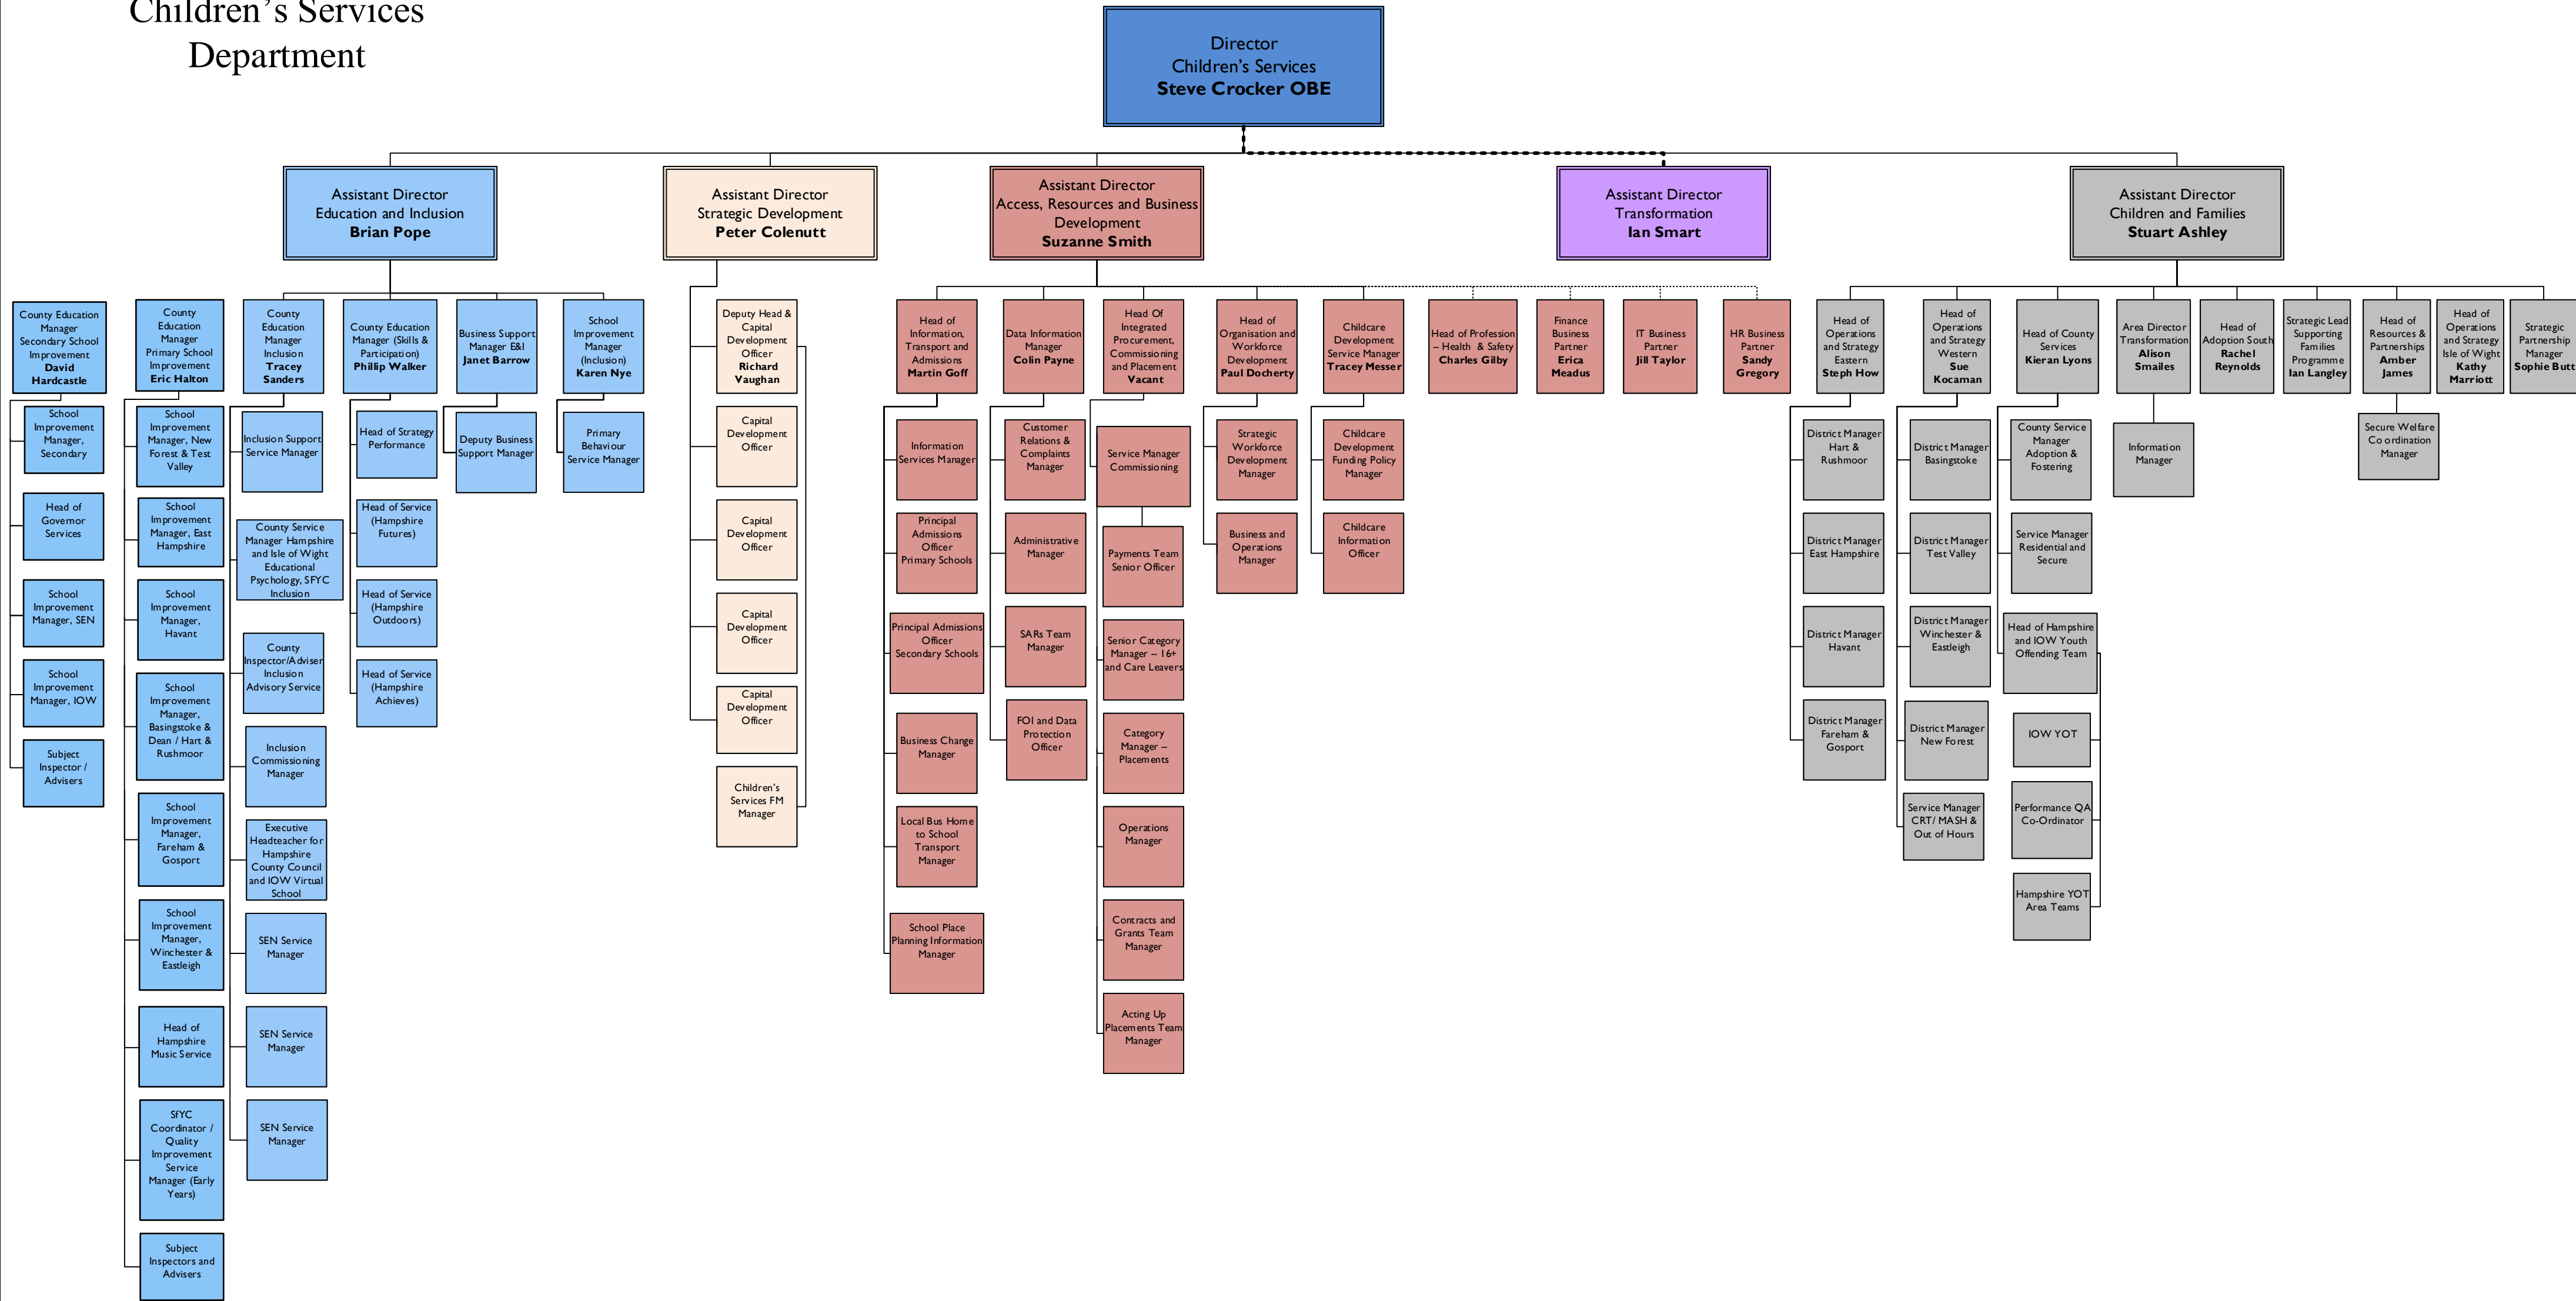 Children's Services
Department
Director
Children's Services
Steve Crocker OBE
Assistant Director
Education and Inclusion
Brian Pope
Assistant Director
Strategic Development
Peter Colenutt
Assistant Director
Access, Resources and Business
Development
Suzanne Smith
Assistant Director
Transformation
Ian Smart
Assistant Director
Children and Families
Stuart Ashley
County Education
Manager
Secondary School
Improvement
David
Hardcastle
School
Improvement
Manager,
Secondary
Head of
Governor
Services
School
Improvement
Manager, SEN
School
Improvement
Manager, IOW
Subject
Inspector /
Advisers
County
Education
Manager
Primary School
Improvement
Eric Halton
School
Improvement
Manager, New
Forest & Test
Valley
School
Improvement
Manager, East
Hampshire
School
Improvement
Manager,
Havant
School
Improvement
Manager,
Basingstoke &
Dean / Hart &
Rushmoor
School
Improvement
Manager,
Fareham &
Gosport
School
Improvement
Manager,
Winchester &
Eastleigh
Head of
Hampshire
Music Service
SfYC
Coordinator /
Quality
Improvement
Service
Manager (Early
Years)
Subject
Inspectors and
Advisers
County
Education
Manager
Inclusion
Tracey
Sanders
Inclusion Support
Service Manager
County Service
Manager Hampshire
and Isle of Wight
Educational
Psychology, SFYC
Inclusion
County
Inspector/Adviser
Inclusion
Advisory Service
Inclusion
Commissioning
Manager
Executive
Headteacher for
Hampshire
County Council
and IOW Virtual
School
SEN Service
Manager
SEN Service
Manager
SEN Service
Manager
County Education
Manager (Skills &
Participation)
Phillip Walker
Head of Strategy
Performance
Head of Service
(Hampshire
Futures)
Head of Service
(Hampshire
Outdoors)
Head of Service
(Hampshire
Achieves)
Business Support
Manager E&I
Janet Barrow
Deputy Business
Support Manager
School
Improvement
Manager
(Inclusion)
Karen Nye
Primary
Behaviour
Service Manager
Deputy Head &
Capital
Development
Officer
Richard
Vaughan
Capital
Development
Officer
Capital
Development
Officer
Capital
Development
Officer
Capital
Development
Officer
Children's
Services FM
Manager
Head of
Information,
Transport and
Admissions
Martin Goff
Information
Services Manager
Principal
Admissions
Officer
Primary Schools
Principal Admissions
Officer
Secondary Schools
Business Change
Manager
Local Bus Home
to School
Transport
Manager
School Place
Planning Information
Manager
Data Information
Manager
Colin Payne
Customer
Relations &
Complaints
Manager
Administrative
Manager
SARs Team
Manager
FOI and Data
Protection
Officer
Head Of
Integrated
Procurement,
Commissioning
and Placement
Vacant
Service Manager
Commissioning
Payments Team
Senior Officer
Senior Category
Manager – 16+
and Care Leavers
Category
Manager –
Placements
Operations
Manager
Contracts and
Grants Team
Manager
Acting Up
Placements Team
Manager
Head of
Organisation and
Workforce
Development
Paul Docherty
Strategic
Workforce
Development
Manager
Business and
Operations
Manager
Childcare
Development
Service Manager
Tracey Messer
Childcare
Development
Funding Policy
Manager
Childcare
Information
Officer
Head of Profession
– Health & Safety
Charles Gilby
Finance
Business
Partner
Erica
Meadus
IT Business
Partner
Jill Taylor
HR Business
Partner
Sandy
Gregory
Head of
Operations
and Strategy
Eastern
Steph How
District Manager
Hart &
Rushmoor
District Manager
East Hampshire
District Manager
Havant
District Manager
Fareham &
Gosport
Head of
Operations
and Strategy
Western
Sue
Kocaman
District Manager
Basingstoke
District Manager
Test Valley
District Manager
Winchester &
Eastleigh
District Manager
New Forest
Service Manager
CRT/ MASH &
Out of Hours
Head of County
Services
Kieran Lyons
County Service
Manager
Adoption &
Fostering
Service Manager
Residential and
Secure
Head of Hampshire
and IOW Youth
Offending Team
IOW YOT
Performance QA
Co-Ordinator
Hampshire YOT
Area Teams
Area Director
Transformation
Alison
Smailes
Information
Manager
Head of
Adoption South
Rachel
Reynolds
Strategic Lead
Supporting
Families
Programme
Ian Langley
Head of
Resources &
Partnerships
Amber
James
Secure Welfare
Co ordination
Manager
Head of
Operations
and Strategy
Isle of Wight
Kathy
Marriott
Strategic
Partnership
Manager
Sophie Butt